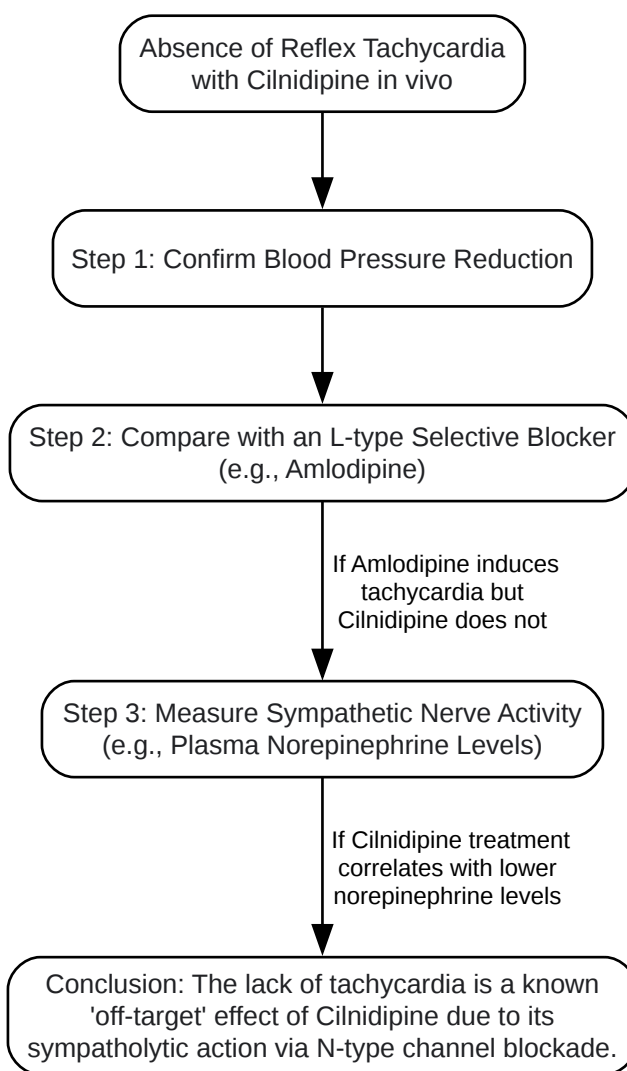 Absence of Reflex Tachycardia
with Cilnidipine in vivo
Step 1: Confirm Blood Pressure Reduction
Step 2: Compare with an L-type Selective Blocker
(e.g., Amlodipine)
If Amlodipine induces
tachycardia but
Cilnidipine does not
Step 3: Measure Sympathetic Nerve Activity
(e.g., Plasma Norepinephrine Levels)
If Cilnidipine treatment
correlates with lower
norepinephrine levels
Conclusion: The lack of tachycardia is a known
'off-target' effect of Cilnidipine due to its
sympatholytic action via N-type channel blockade.